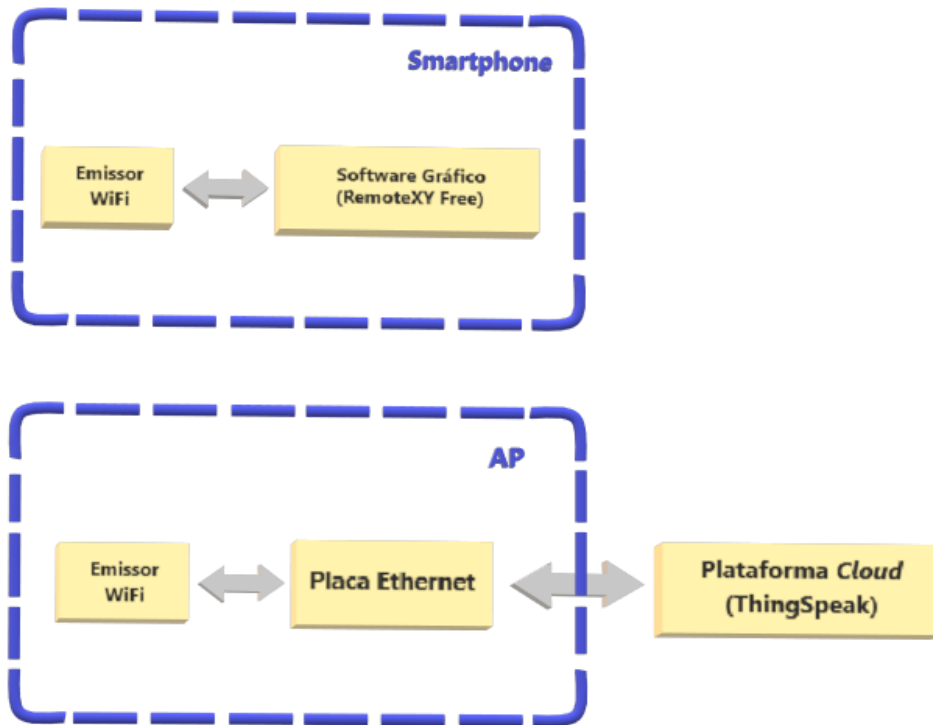 Smartphone
Emissor
WiFi
Software Gráfico
(RemoteXY Free)
AP
Emissor
WiFi
Placa Ethernet
Plataforma Cloud
(ThingSpeak)